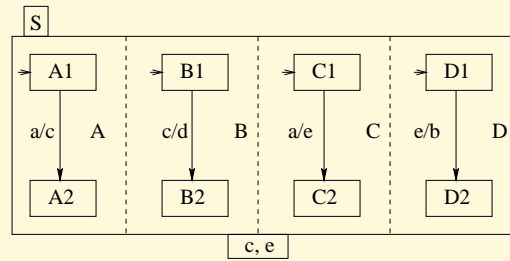 S
A1 B1 C1 D1
a/c A c/d B a/e C e/b D
A2 B2 C2 D2
c, e